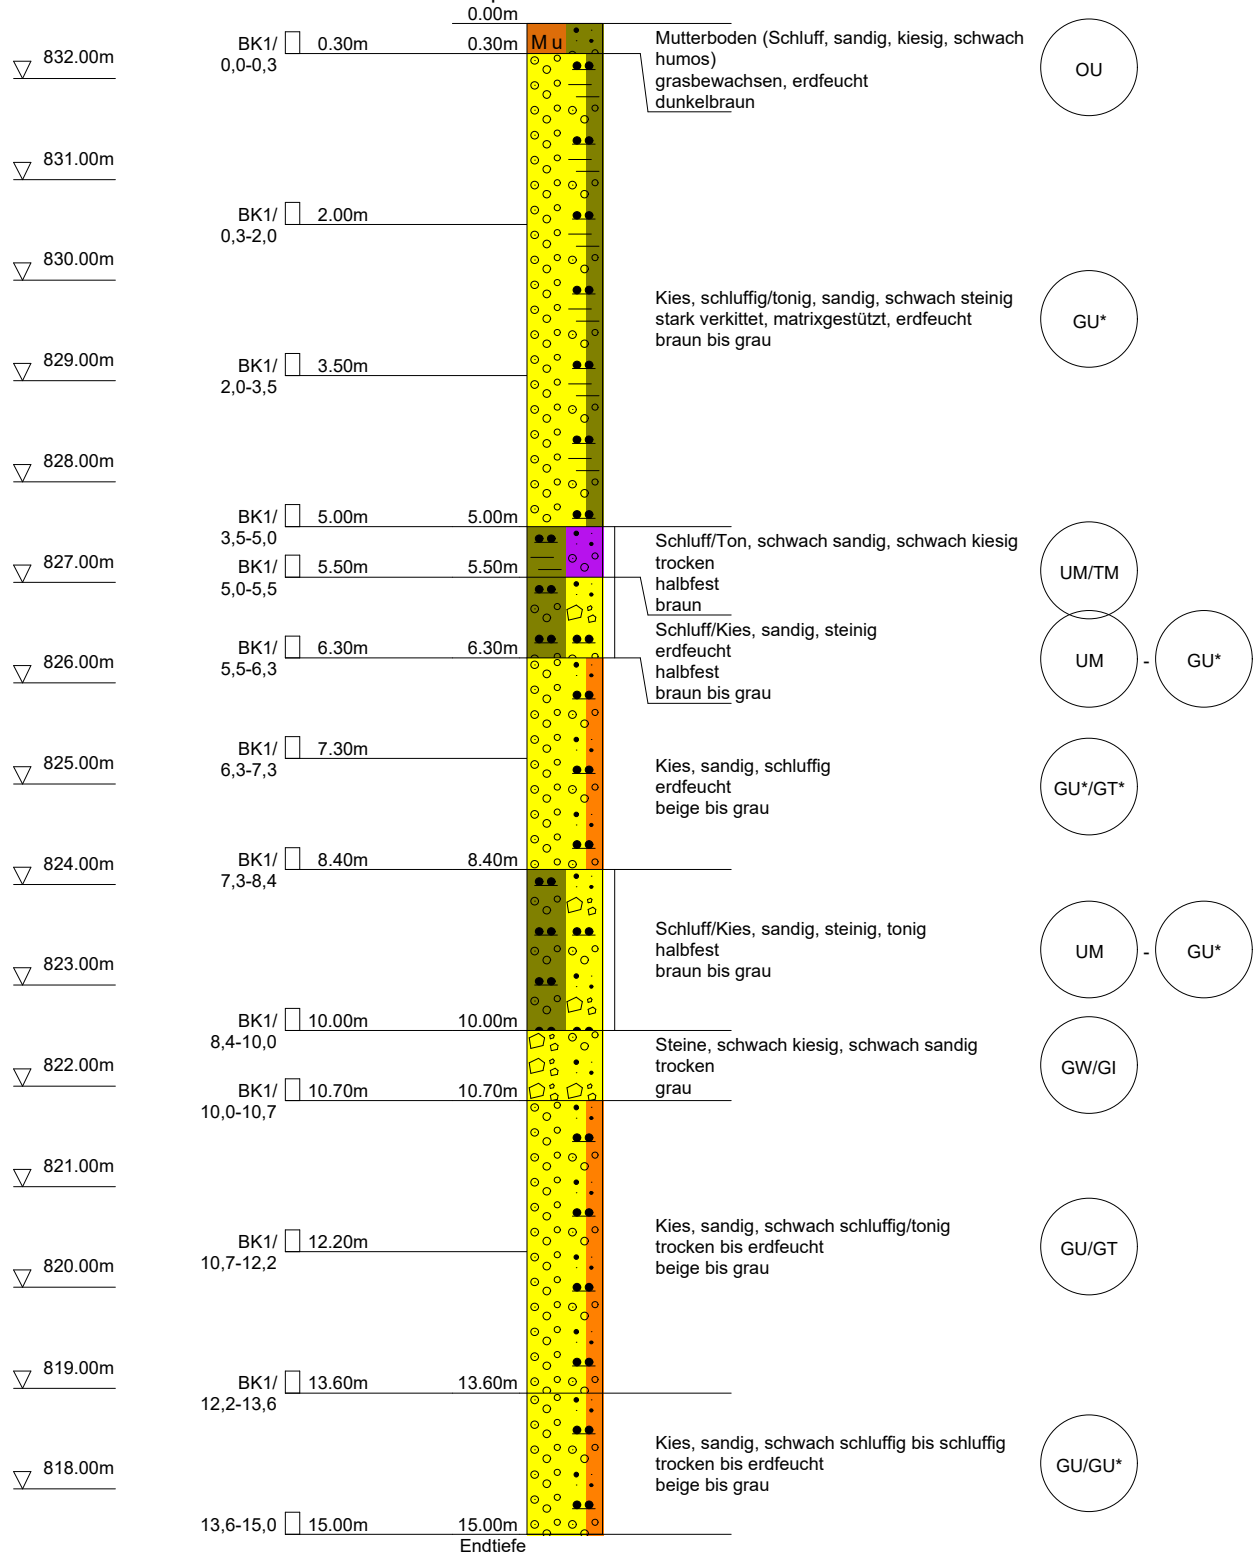 0.00m
BK1/ 0.30m 0.30m Mu
0,0-0,3
Mutterboden (Schluff, sandig, kiesig, schwach
humos)
grasbewachsen, erdfeucht
dunkelbraun
OU
832.00m
831.00m
BK1/ 2.00m
0,3-2,0
830.00m
Kies, schluffig/tonig, sandig, schwach steinig
stark verkittet, matrixgestützt, erdfeucht
braun bis grau
GU*
829.00m
BK1/ 3.50m
2,0-3,5
828.00m
BK1/ 5.00m 5.00m
3,5-5,0
Schluff/Ton, schwach sandig, schwach kiesig
trocken
halbfest
braun
UM/TM
827.00m
BK1/ 5.50m 5.50m
5,0-5,5
Schluff/Kies, sandig, steinig
erdfeucht
halbfest
braun bis grau
UM - GU*
BK1/ 6.30m 6.30m
5,5-6,3
826.00m
BK1/ 7.30m
6,3-7,3
825.00m
Kies, sandig, schluffig
erdfeucht
beige bis grau
GU*/GT*
BK1/ 8.40m 8.40m
7,3-8,4
824.00m
Schluff/Kies, sandig, steinig, tonig
halbfest
braun bis grau
UM - GU*
823.00m
BK1/ 10.00m 10.00m
8,4-10,0
Steine, schwach kiesig, schwach sandig
trocken
grau
GW/GI
822.00m
BK1/ 10.70m 10.70m
10,0-10,7
821.00m
BK1/ 12.20m
10,7-12,2
Kies, sandig, schwach schluffig/tonig
trocken bis erdfeucht
beige bis grau
GU/GT
820.00m
819.00m
BK1/ 13.60m 13.60m
12,2-13,6
Kies, sandig, schwach schluffig bis schluffig
trocken bis erdfeucht
beige bis grau
GU/GU*
818.00m
13,6-15,0 15.00m 15.00m
Endtiefe